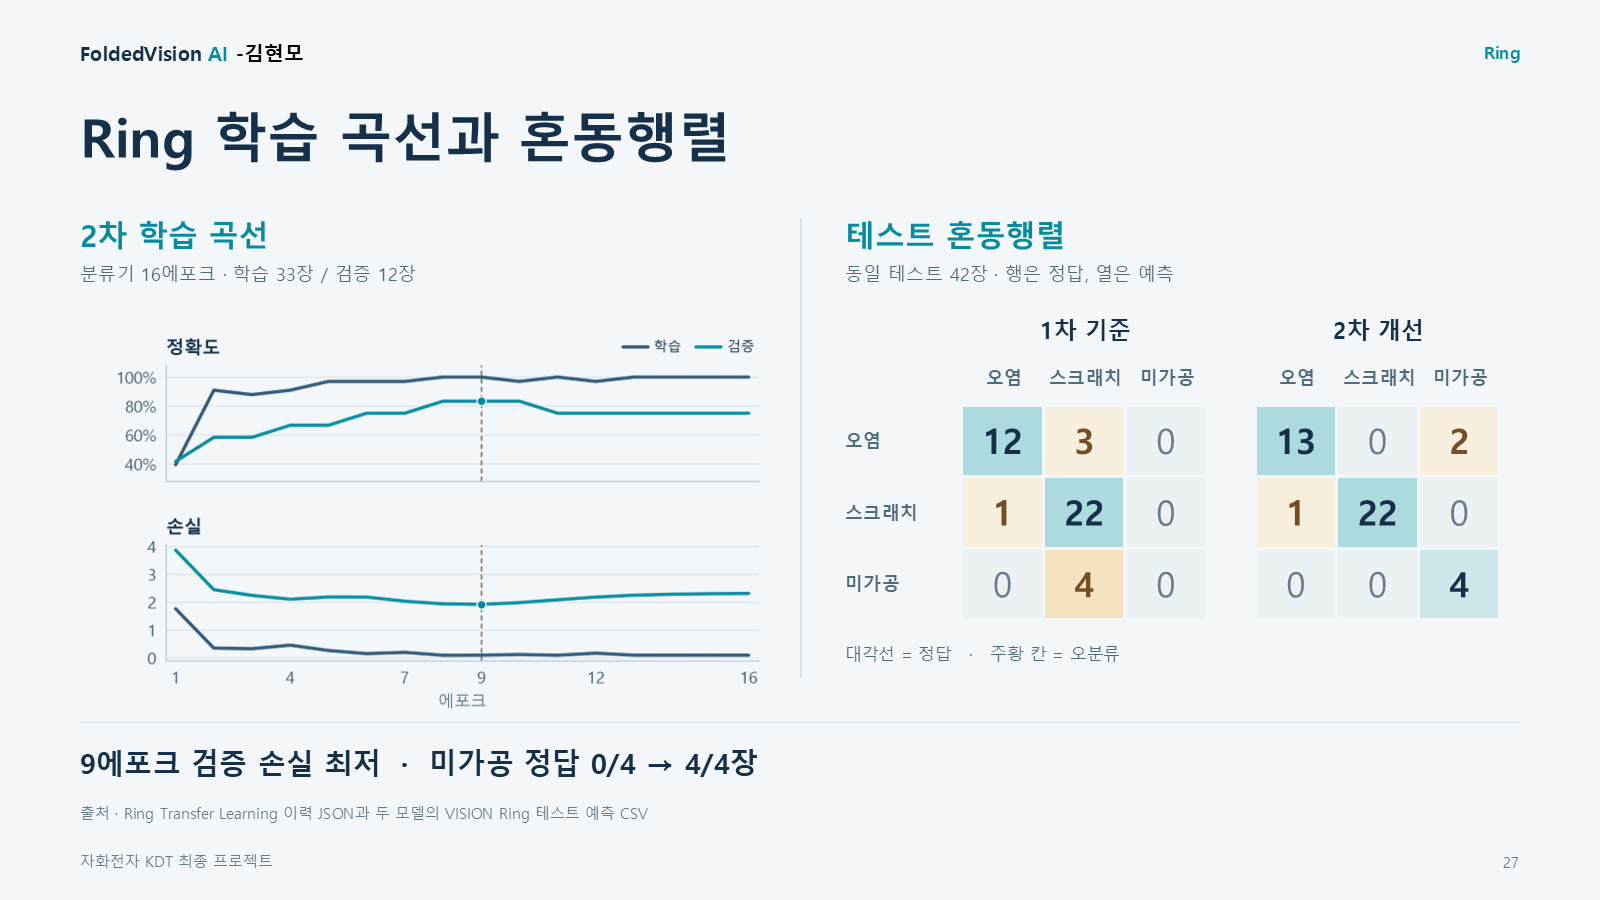 FoldedVision AI -김현모
Ring
Ring 학습 곡선과 혼동행렬
2차 학습 곡선
분류기 16에포크 · 학습 33장 / 검증 12장
정확도
학습 검증
100%
80%
60%
40%
손실
4
3
2
1
0
1 4 7 9 12 16
에포크
테스트 혼동행렬
동일 테스트 42장 · 행은 정답, 열은 예측
1차 기준 2차 개선
오염 스크래치 미가공 오염 스크래치 미가공
오염 12 3 0 13 0 2
스크래치 1 22 0 1 22 0
미가공 0 4 0 0 0 4
대각선 = 정답 · 주황 칸 = 오분류
9에포크 검증 손실 최저 · 미가공 정답 0/4 → 4/4장
출처 · Ring Transfer Learning 이력 JSON과 두 모델의 VISION Ring 테스트 예측 CSV
자화전자 KDT 최종 프로젝트
27